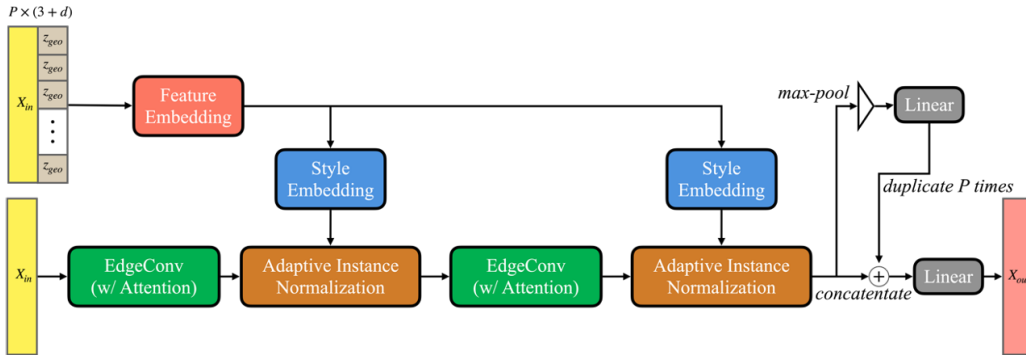 P × (3 + d)
X_in
z_geo
z_geo
z_geo
z_geo
Feature
Embedding
max-pool
Linear
Style
Embedding
Style
Embedding
duplicate P times
X_in
EdgeConv
(w/ Attention)
Adaptive Instance
Normalization
EdgeConv
(w/ Attention)
Adaptive Instance
Normalization
concatentate
Linear
X_ou